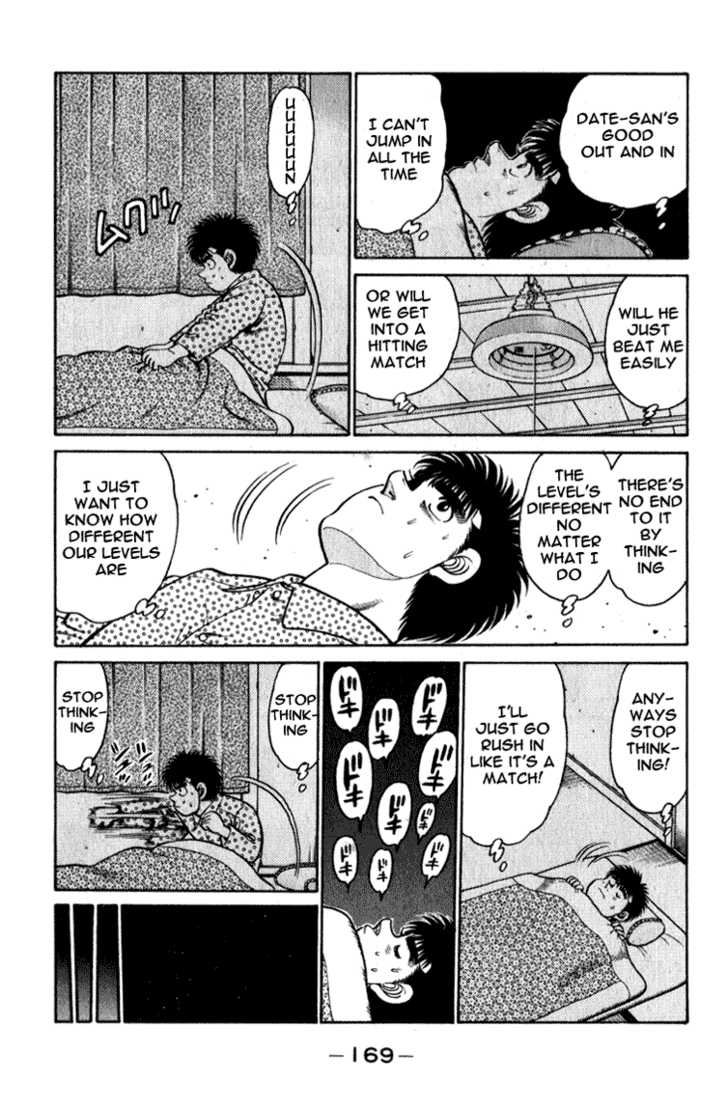 DATE-SAN'S
GOOD
OUT AND IN
I CAN'T
JUMP IN
ALL THE
TIME
WILL HE
JUST
BEAT ME
EASILY
OR WILL
WE GET
INTO A
HITTING
MATCH
UUUUUUN
ムクッ
THERE'S
NO END
TO IT
BY
THINK-
ING
THE
LEVEL'S
DIFFERENT
NO
MATTER
WHAT I
DO
I JUST
WANT TO
KNOW HOW
DIFFERENT
OUR LEVELS
ARE
ANY-
WAYS
STOP
THINK-
ING!
I'LL
JUST GO
RUSH IN
LIKE IT'S A
MATCH!
ドキ
ドキ
ドキ
ドキ
ドキ
ドキ
ドキ
ドキ
ドキ
STOP
THINK-
ING
STOP
THINK-
ING
—169—